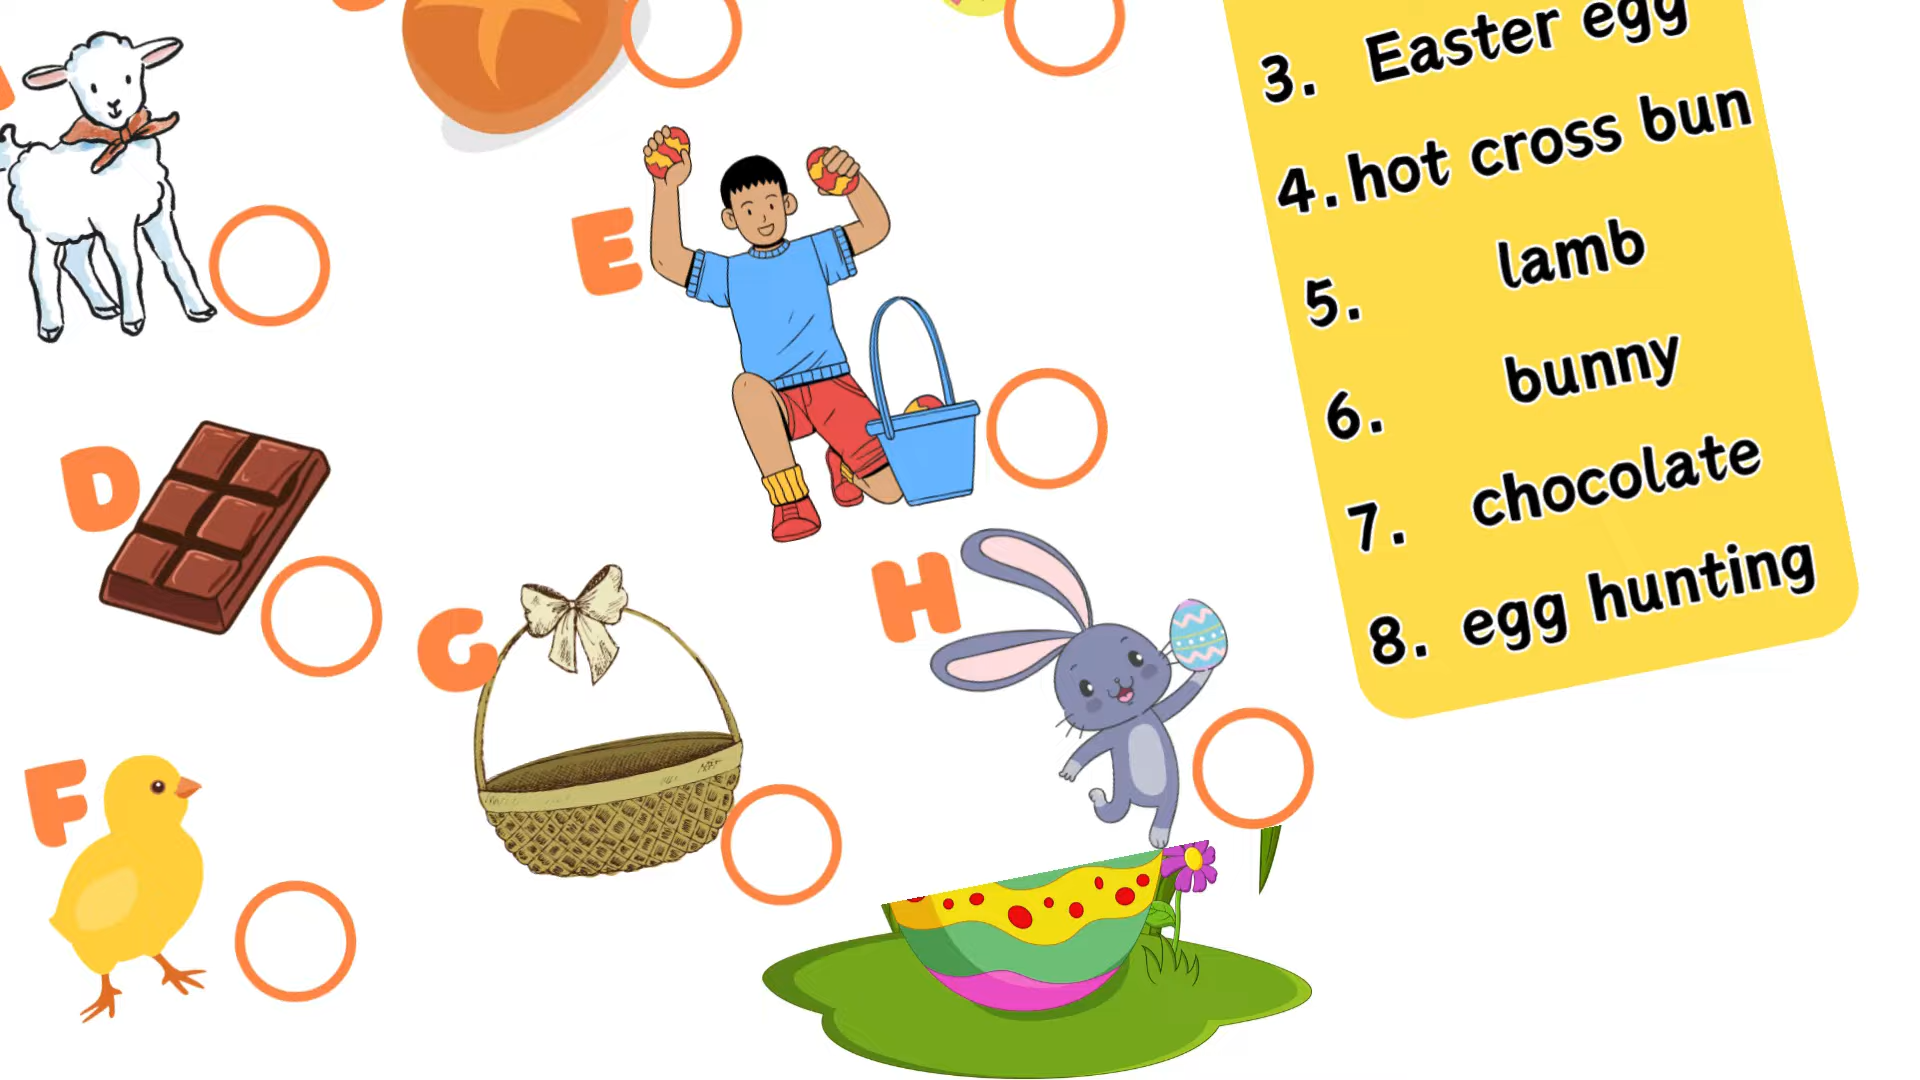 3. Easter egg
4. hot cross bun
5. lamb
6. bunny
7. chocolate
8. egg hunting
E
D
G
H
F